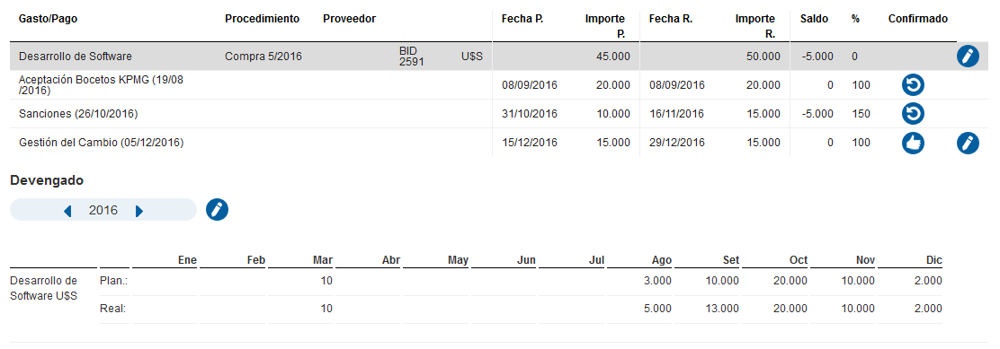 Gasto/Pago Procedimiento Proveedor Fecha P. Importe P. Fecha R. Importe R. Saldo % Confirmado
Desarrollo de Software Compra 5/2016 BID 2591 U$S 45.000 50.000 -5.000 0
Aceptación Bocetos KPMG (19/08
/2016) 08/09/2016 20.000 08/09/2016 20.000 0 100
Sanciones (26/10/2016) 31/10/2016 10.000 16/11/2016 15.000 -5.000 150
Gestión del Cambio (05/12/2016) 15/12/2016 15.000 29/12/2016 15.000 0 100
Devengado
2016
Ene Feb Mar Abr May Jun Jul Ago Set Oct Nov Dic
Desarrollo de Plan.: 10 3.000 10.000 20.000 10.000 2.000
Software U$S
Real: 10 5.000 13.000 20.000 10.000 2.000